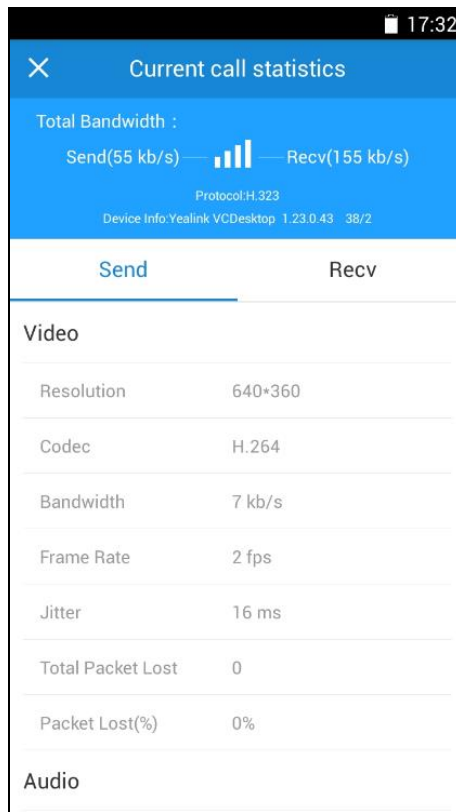 17:32
Current call statistics
Total Bandwidth :
Send(55 kb/s) Recv(155 kb/s)
Protocol:H.323
Device Info:Yealink VCDesktop 1.23.0.43 38/2
Send Recv
Video
Resolution 640*360
Codec H.264
Bandwidth 7 kb/s
Frame Rate 2 fps
Jitter 16 ms
Total Packet Lost 0
Packet Lost(%) 0%
Audio